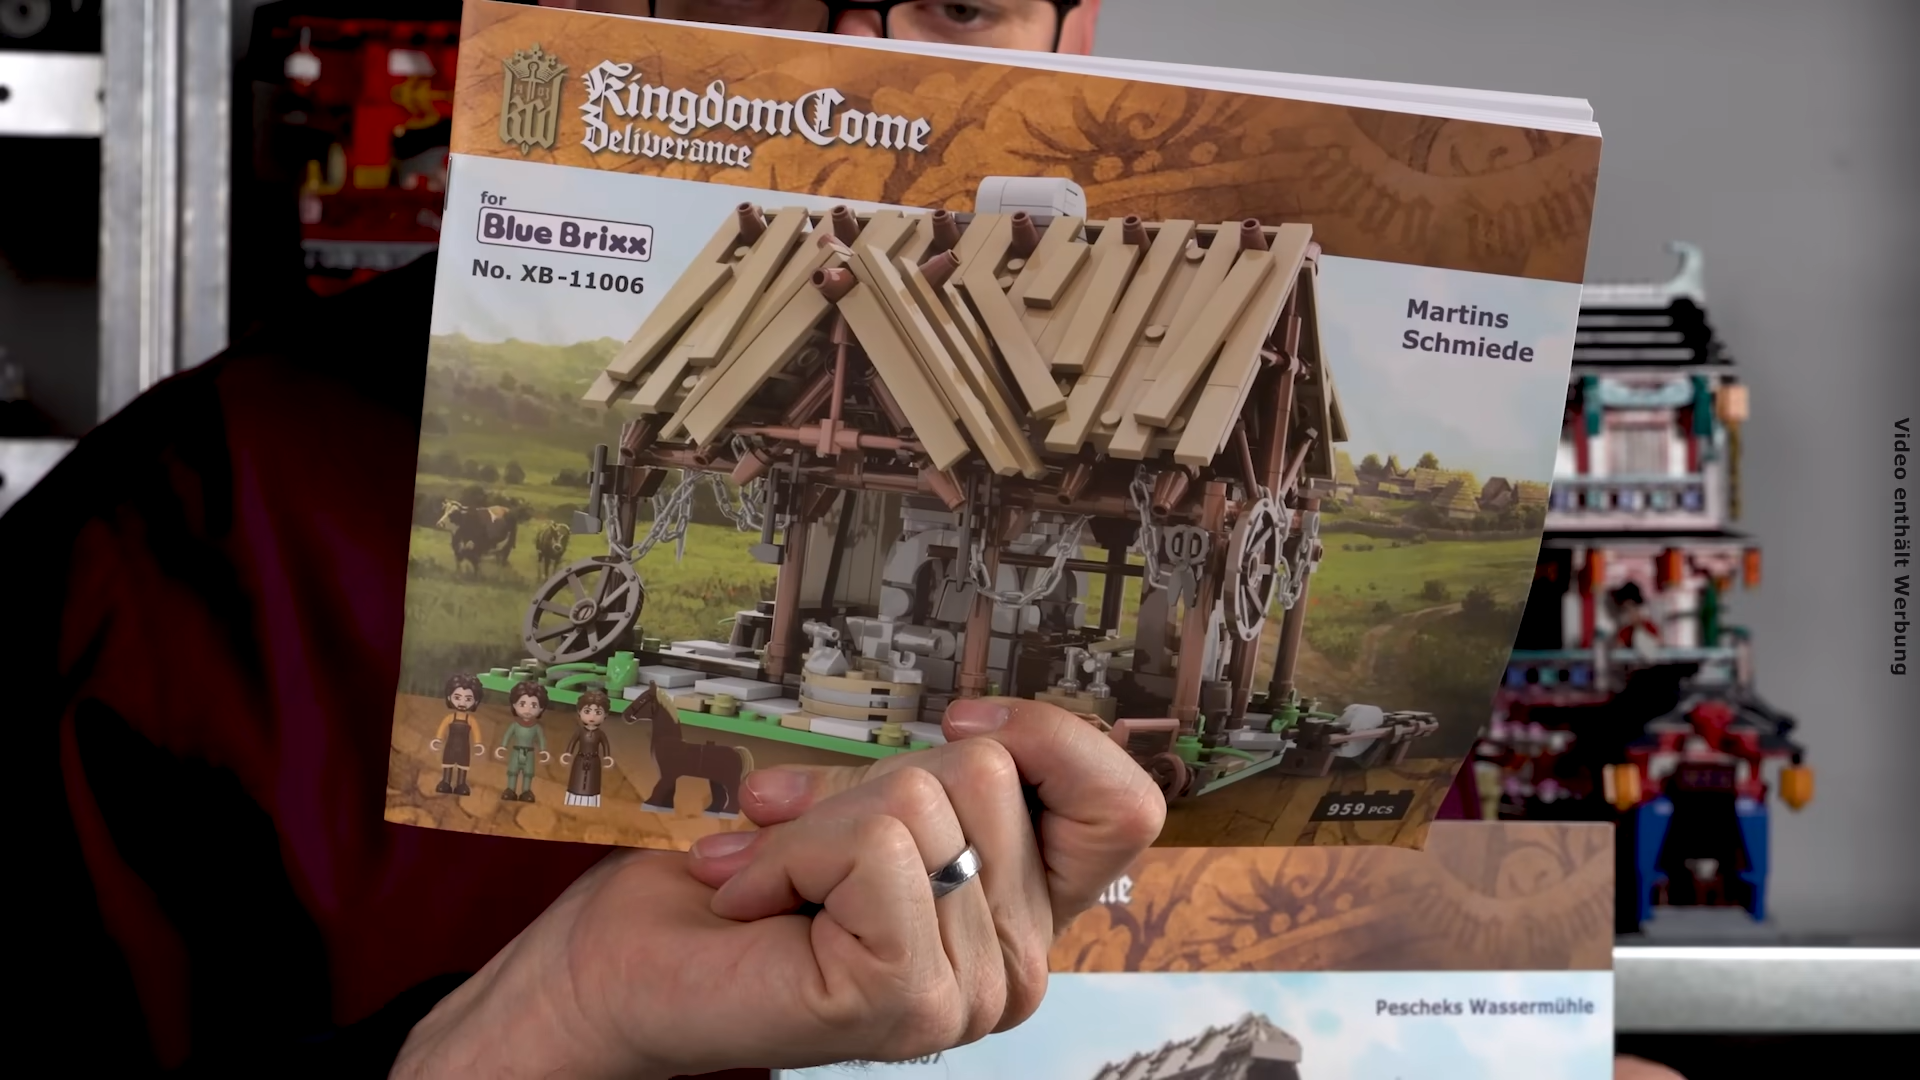 Kingdom Come
Deliverance
for
Blue Brixx
No. XB-11006
Martins
Schmiede
959 PCS
Pescheks Wassermühle
Video enthält Werbung